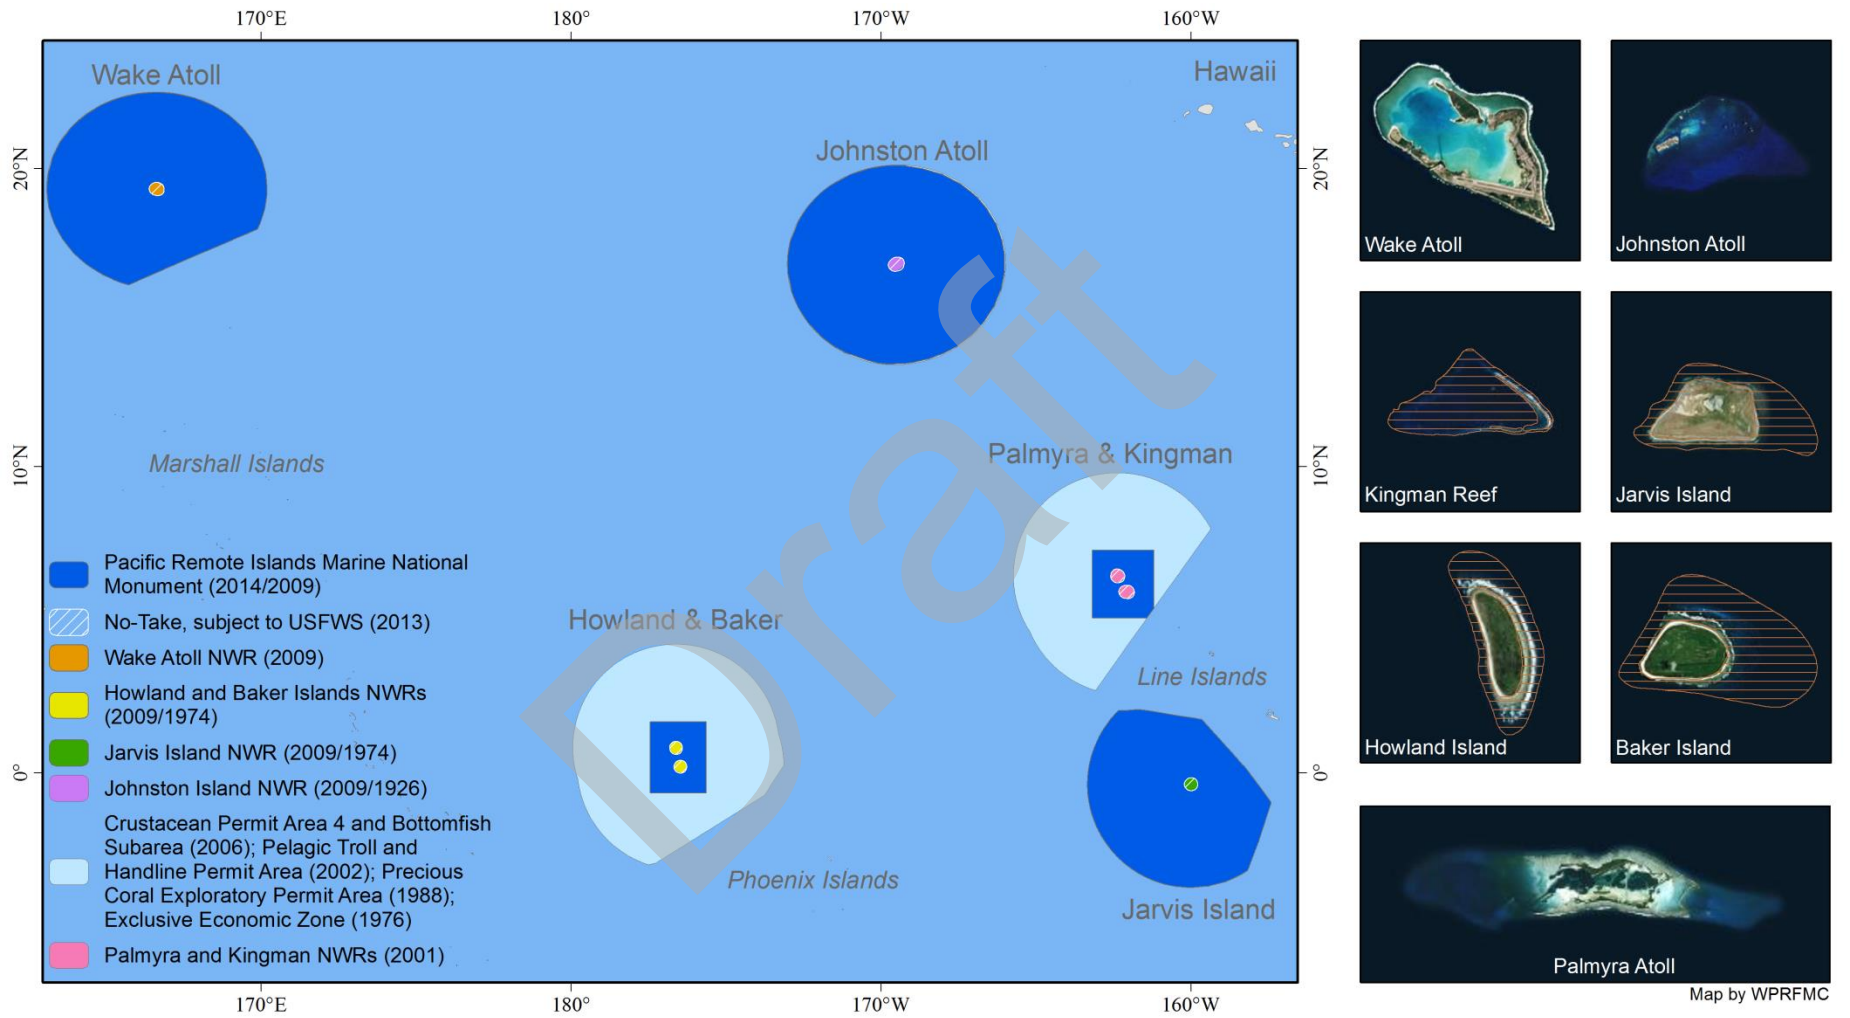 170°E
180°
170°W
160°W
Wake Atoll
Hawaii
Johnston Atoll
20°N
20°N
Marshall Islands
10°N
10°N
Palmyra & Kingman
Howland & Baker
Line Islands
0°
0°
Phoenix Islands
Jarvis Island
Draft
Pacific Remote Islands Marine National
Monument (2014/2009)
No-Take, subject to USFWS (2013)
Wake Atoll NWR (2009)
Howland and Baker Islands NWRs
(2009/1974)
Jarvis Island NWR (2009/1974)
Johnston Island NWR (2009/1926)
Crustacean Permit Area 4 and Bottomfish
Subarea (2006); Pelagic Troll and
Handline Permit Area (2002); Precious
Coral Exploratory Permit Area (1988);
Exclusive Economic Zone (1976)
Palmyra and Kingman NWRs (2001)
170°E
180°
170°W
160°W
Wake Atoll
Johnston Atoll
Kingman Reef
Jarvis Island
Howland Island
Baker Island
Palmyra Atoll
Map by WPRFMC